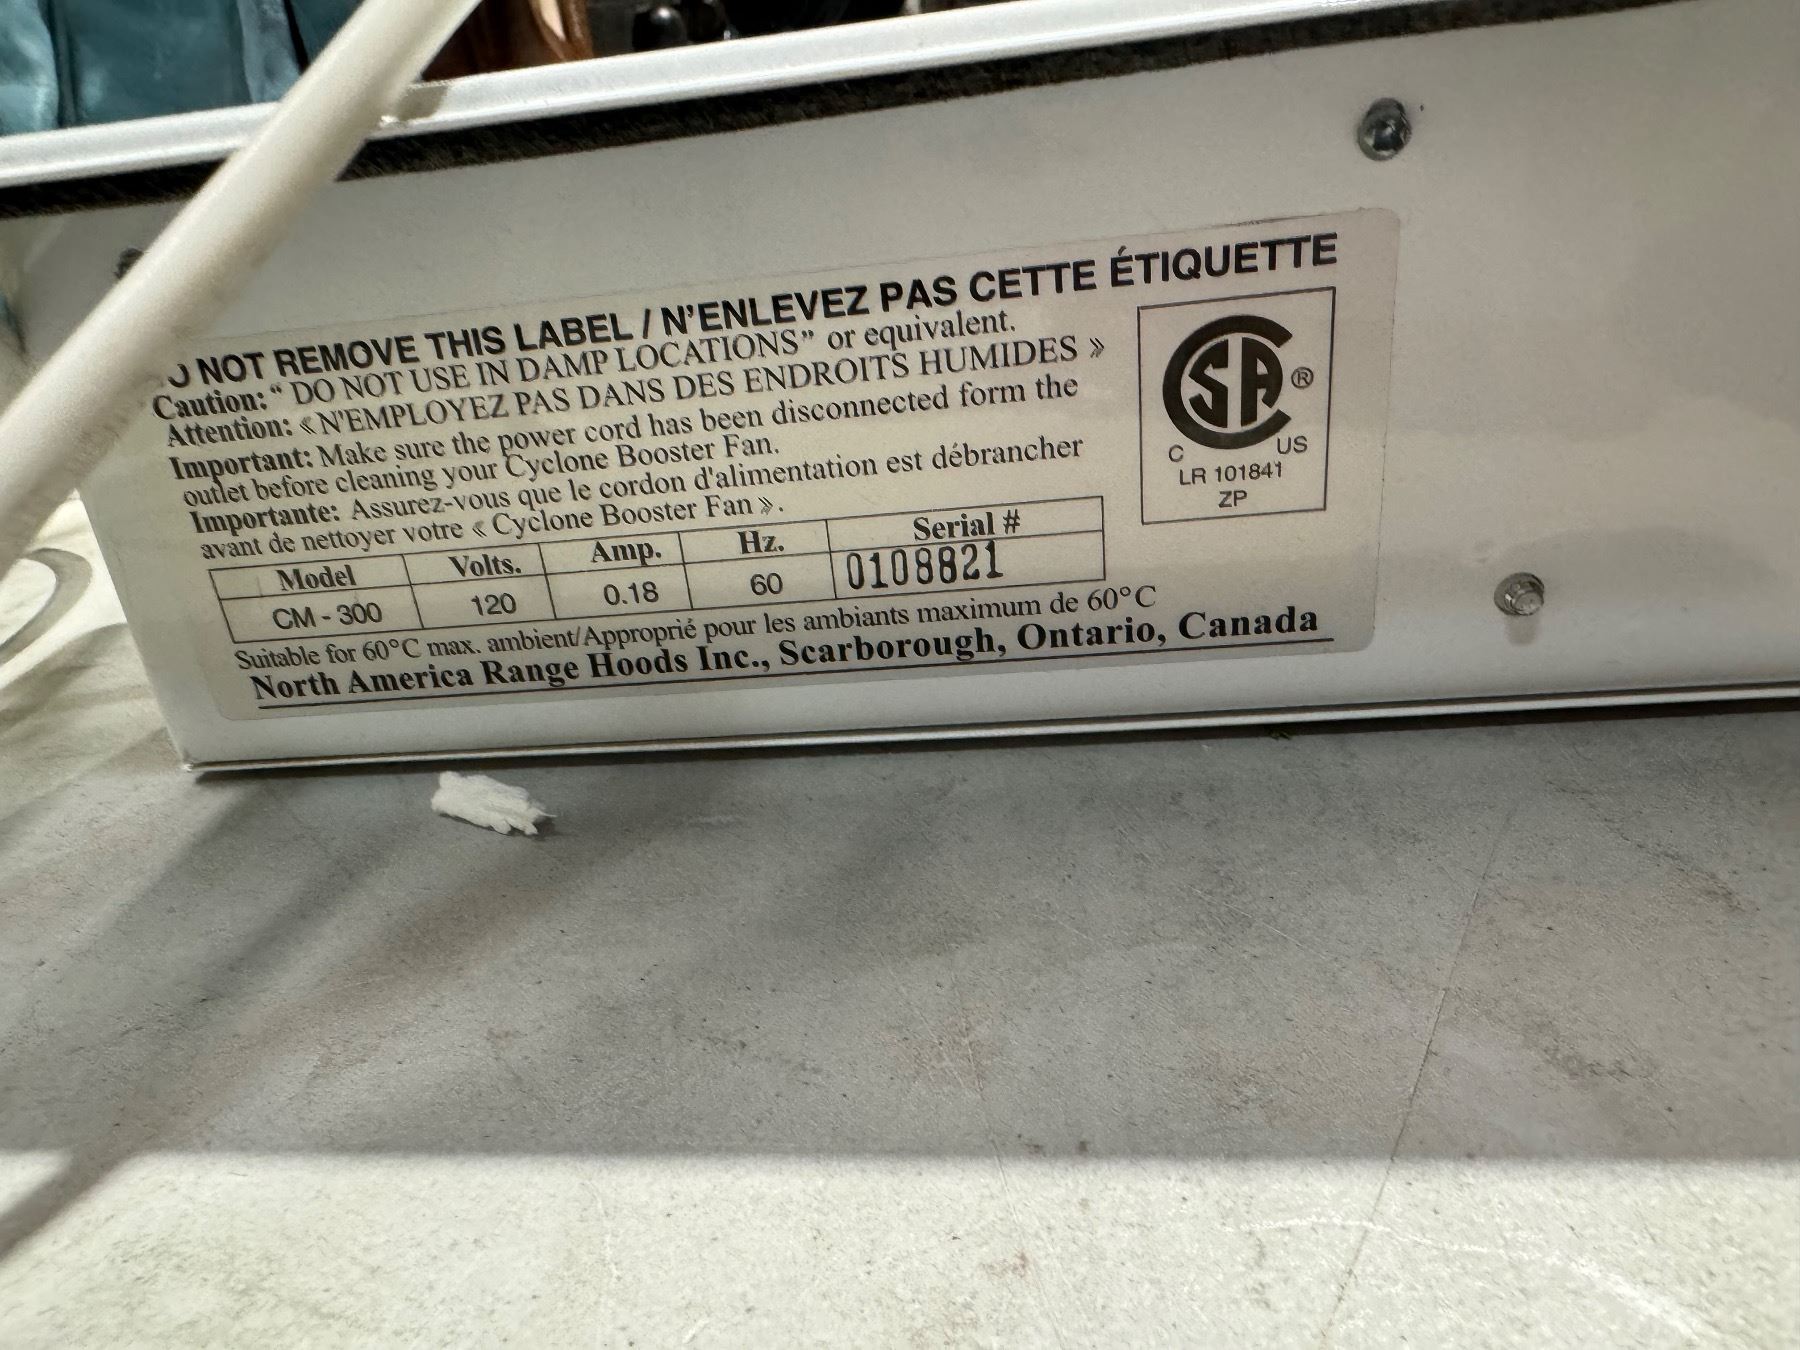 NOT REMOVE THIS LABEL / N'ENLEVEZ PAS CETTE ÉTIQUETTE
Caution: “ DO NOT USE IN DAMP LOCATIONS” or equivalent.
Attention: « N'EMPLOYEZ PAS DANS DES ENDROITS HUMIDES »
Important: Make sure the power cord has been disconnected form the
outlet before cleaning your Cyclone Booster Fan.
Importante: Assurez-vous que le cordon d'alimentation est débrancher
avant de nettoyer votre « Cyclone Booster Fan ».
Model Volts. Amp. Hz. Serial #
CM - 300 120 0.18 60 0108821
Suitable for 60°C max. ambient/Approprié pour les ambiants maximum de 60°C
North America Range Hoods Inc., Scarborough, Ontario, Canada
CSA ®
C US
LR 101841
ZP